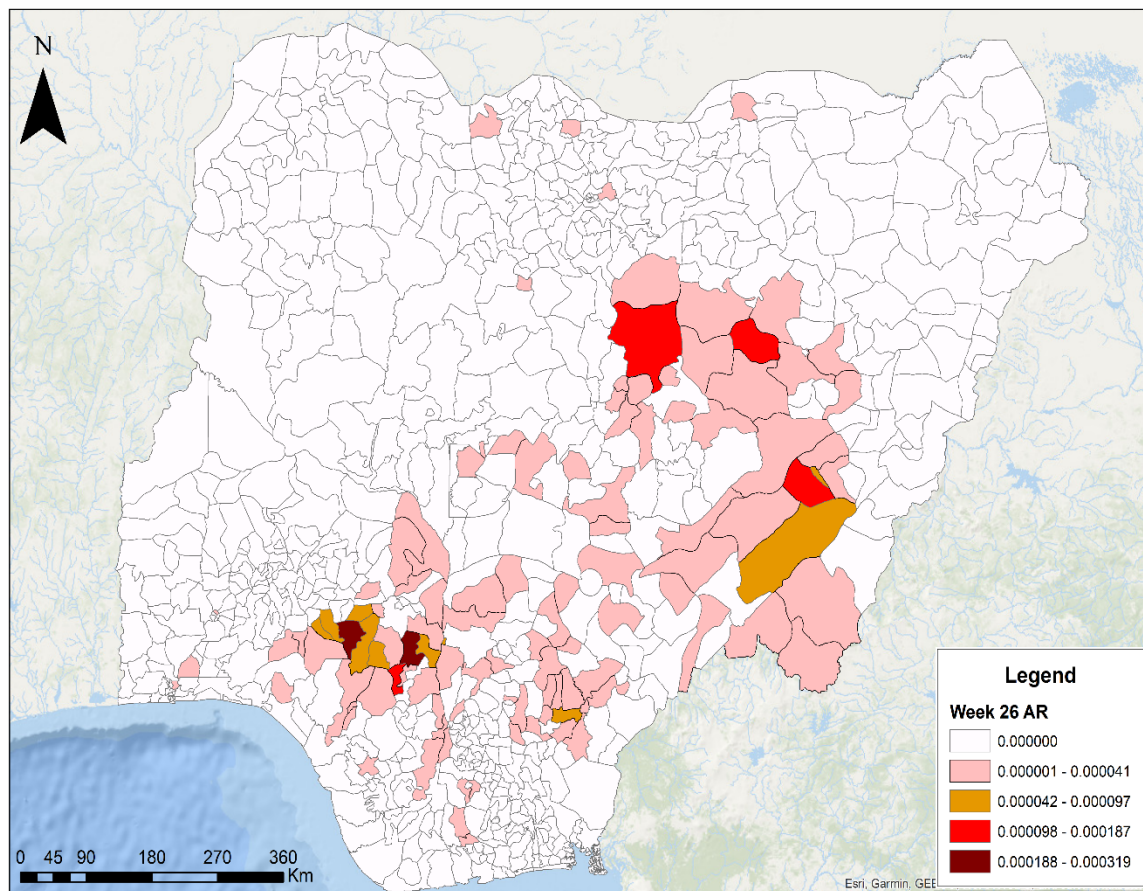 N
Legend
Week 26 AR
0.000000
0.000001 - 0.000041
0.000042 - 0.000097
0.000098 - 0.000187
0.000188 - 0.000319
0 45 90 180 270 360
Km
Esri, Garmin, GEB